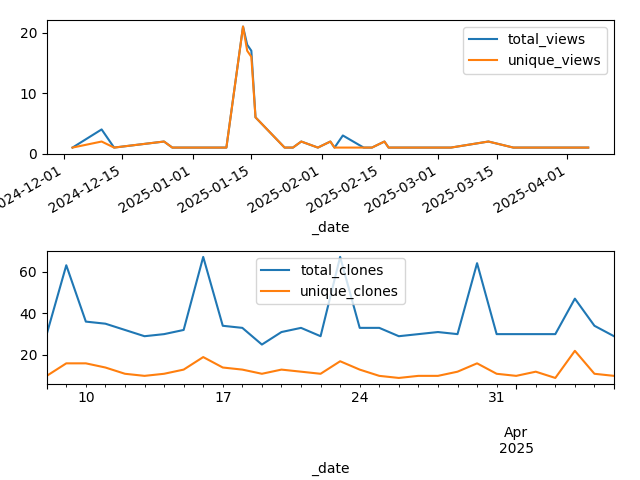 20
10
0
total_views
unique_views
2024-12-01
2024-12-15
2025-01-01
2025-01-15
2025-02-01
2025-02-15
2025-03-01
2025-03-15
2025-04-01
_date
60
40
20
total_clones
unique_clones
10
17
24
31
Apr
2025
_date